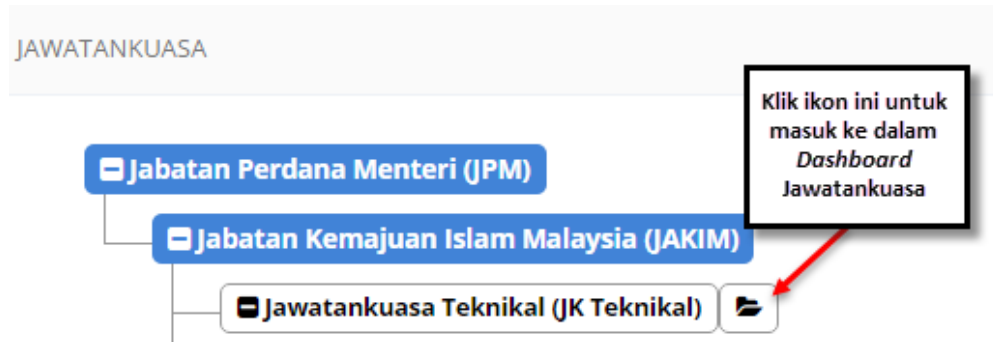 JAWATANKUASA
Klik ikon ini untuk
masuk ke dalam
Dashboard
Jawatankuasa
Jabatan Perdana Menteri (JPM)
Jabatan Kemajuan Islam Malaysia (JAKIM)
Jawatankuasa Teknikal (JK Teknikal)